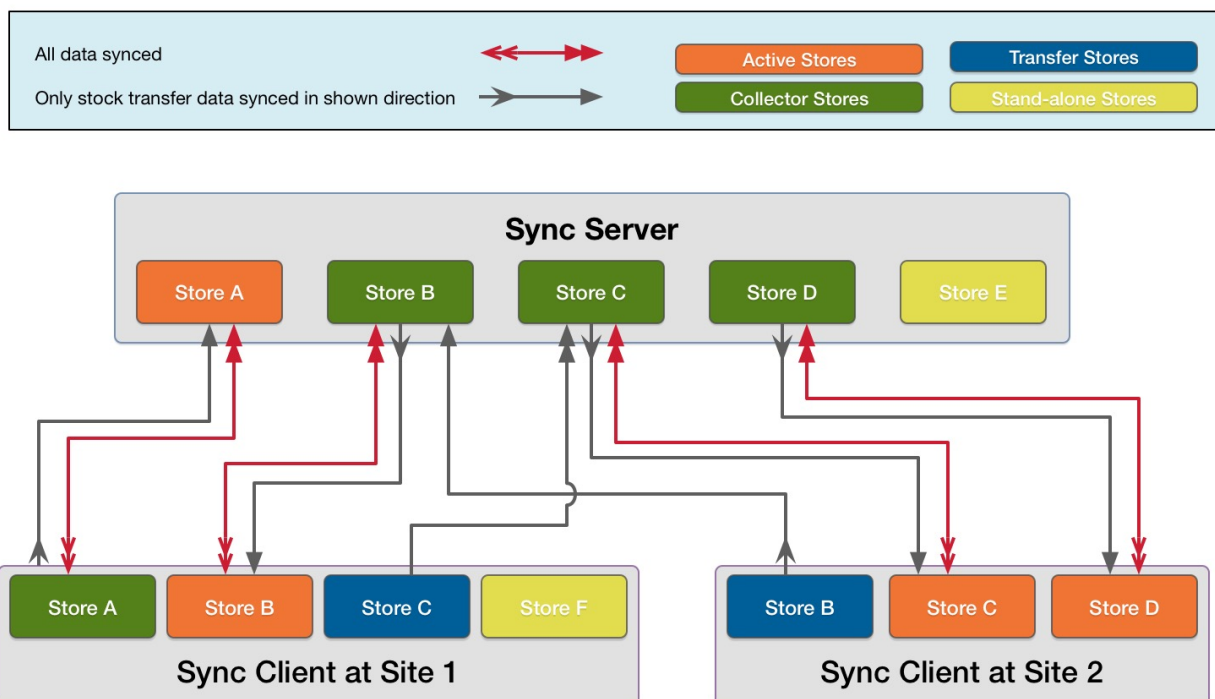 All data synced
Only stock transfer data synced in shown direction
Active Stores
Transfer Stores
Collector Stores
Stand-alone Stores
Sync Server
Store A
Store B
Store C
Store D
Store E
Store A
Store B
Store C
Store F
Sync Client at Site 1
Store B
Store C
Store D
Sync Client at Site 2